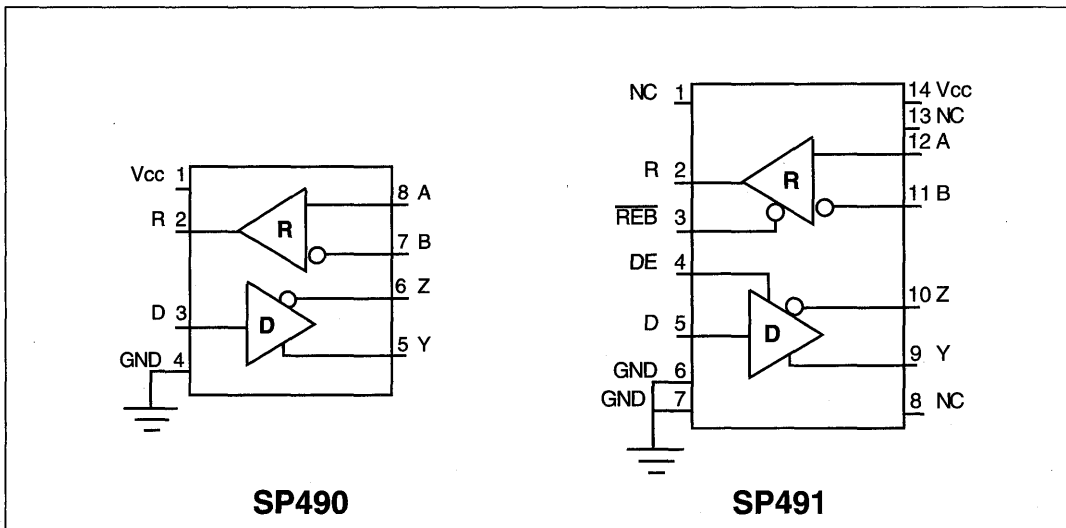 Vcc 1
R 2
R
8 A
7 B
6 Z
D 3
D
5 Y
GND 4
SP490
NC 1
14 Vcc
13 NC
12 A
R 2
R
11 B
REB 3
DE 4
10 Z
D 5
D
9 Y
GND 6
GND 7
8 NC
SP491